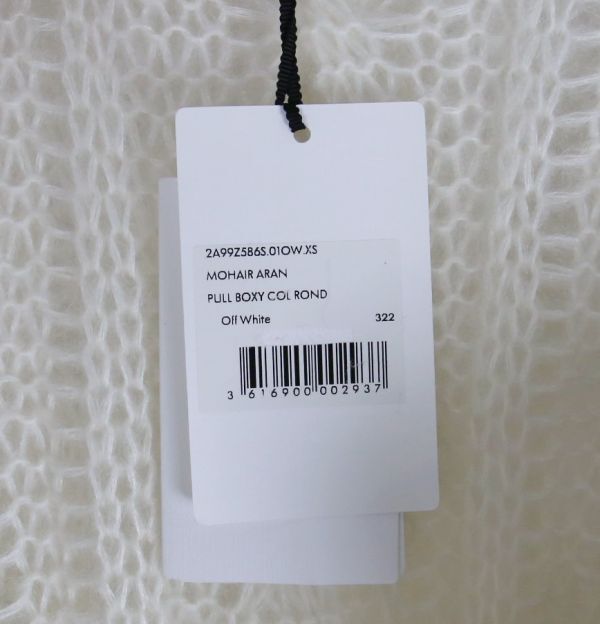 2A99Z586S.01OW.XS
MOHAIR ARAN
PULL BOXY COL ROND
Off White 322
3 616900 002937